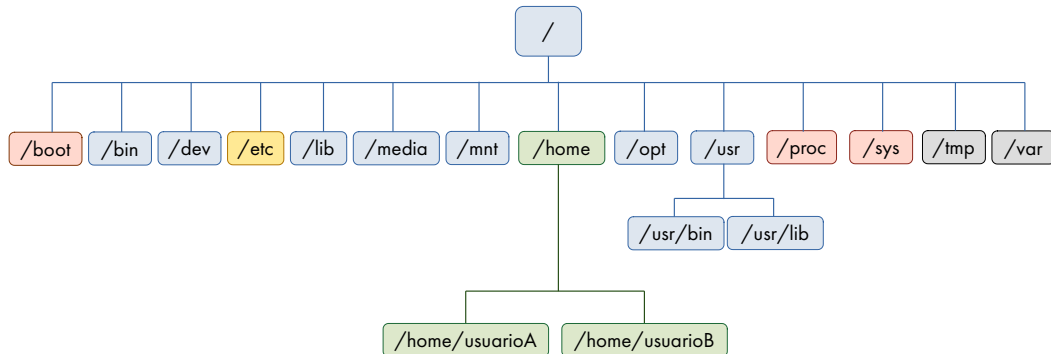 /
/boot /bin /dev /etc /lib /media /mnt /home /opt /usr /proc /sys /tmp /var
/usr/bin /usr/lib
/home/usuarioA /home/usuarioB